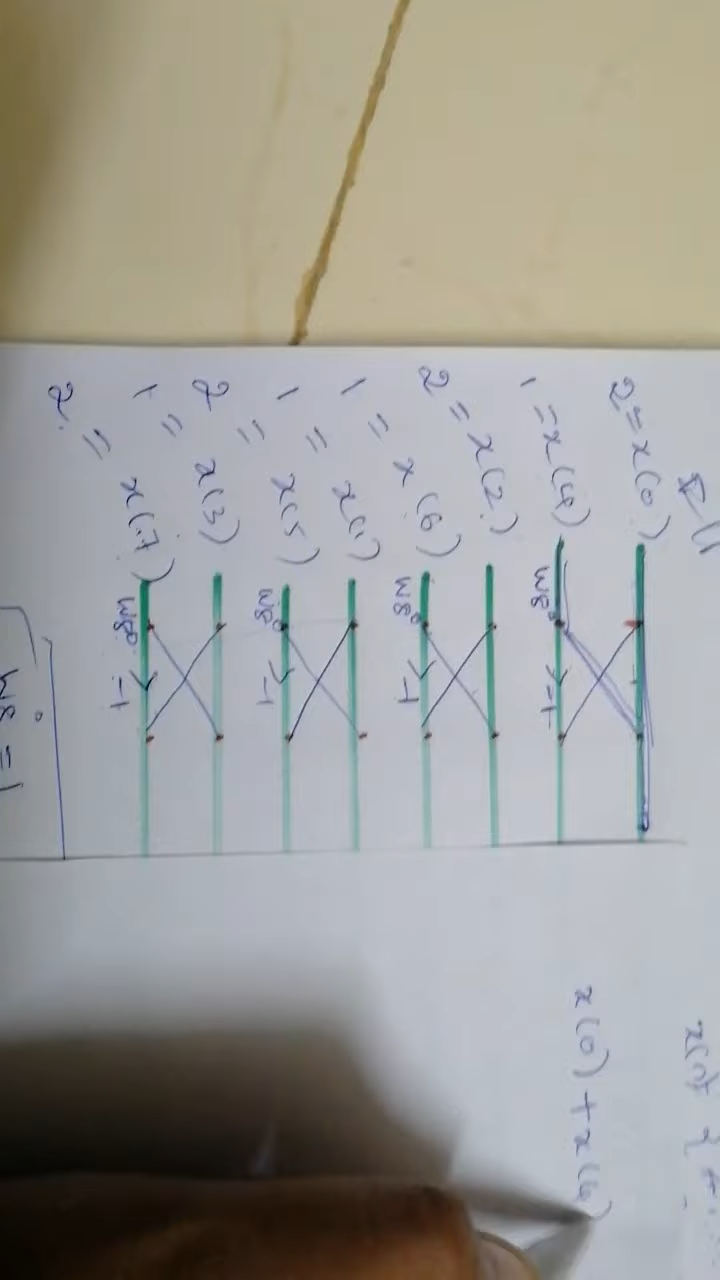 x(n) {
2 = x(0)
1 = x(4)
W8⁰
-1
x(0) + x(4)
2 = x(2)
1 = x(6)
W8⁰
-1
1 = x(1)
1 = x(5)
W8⁰
-1
2 = x(3)
1
2 = x(7)
W8⁰
-1
W8⁰ = 1